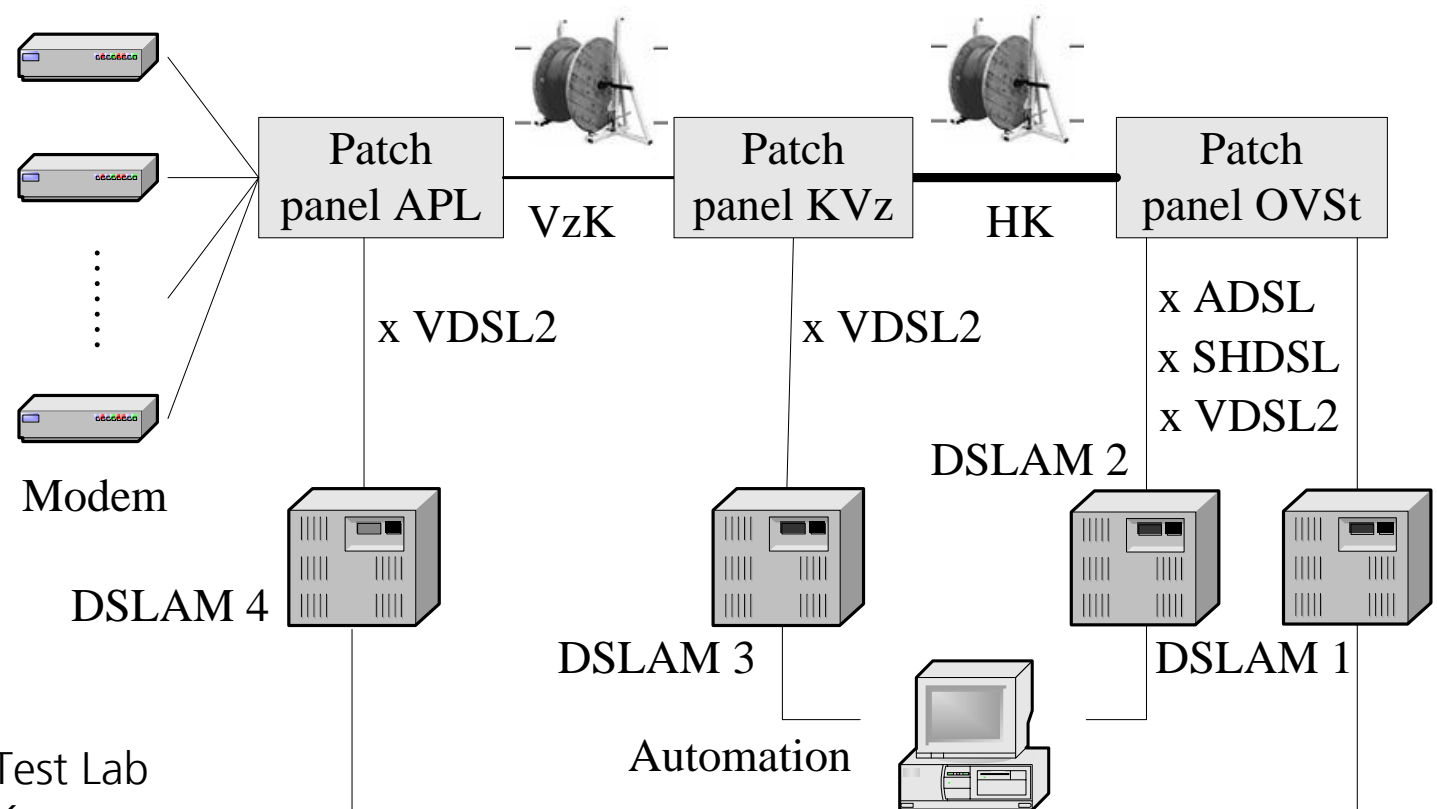 Patch
panel APL
VzK
Patch
panel KVz
HK
Patch
panel OVSt
x VDSL2
x VDSL2
x ADSL
x SHDSL
x VDSL2
Modem
DSLAM 4
DSLAM 3
DSLAM 2
DSLAM 1
Automation
Test Lab